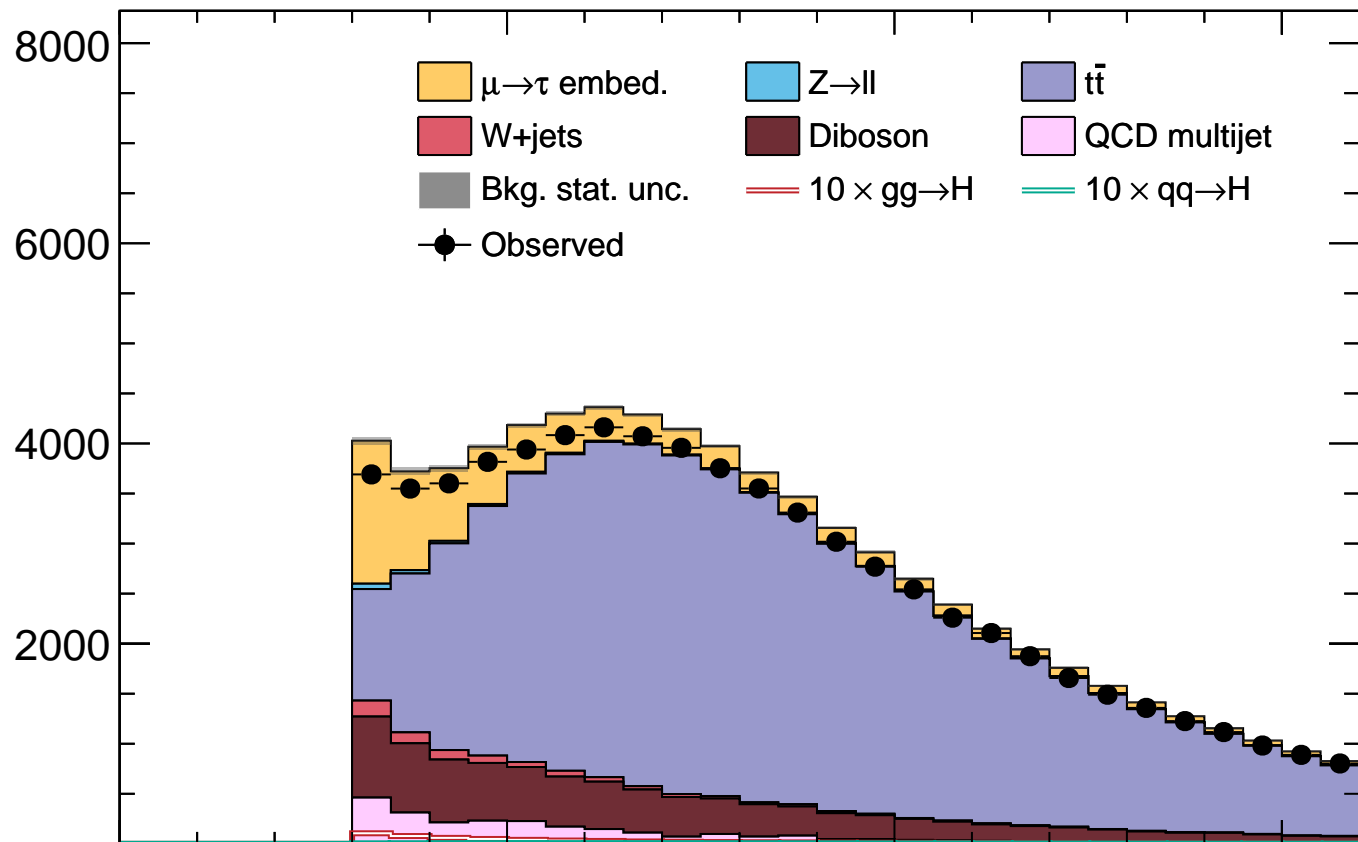 8000
μ→τ embed. Z→ll tt̄
W+jets Diboson QCD multijet
Bkg. stat. unc. 10 × gg→H 10 × qq→H
6000
Observed
4000
2000